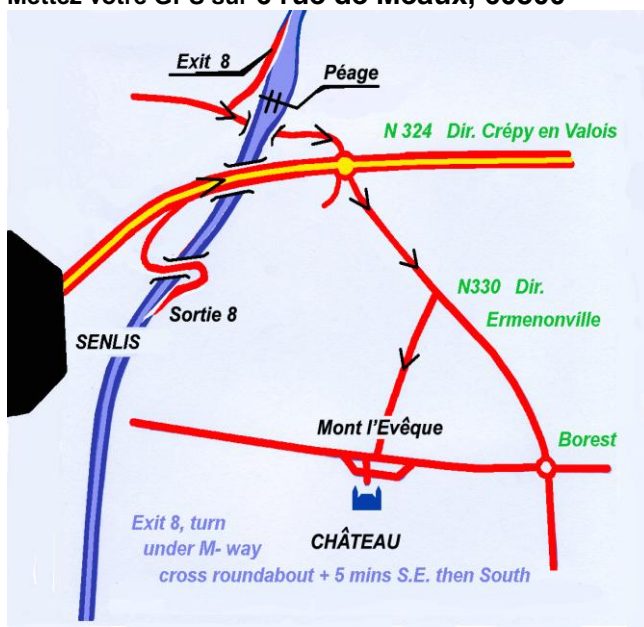 Mettez votre GPS sur 6 rue de Meaux, 60300
Exit 8
Péage
N 324 Dir. Crépy en Valois
N330 Dir.
Ermenonville
Sortie 8
SENLIS
Mont l'Evêque
Borest
CHÂTEAU
Exit 8, turn
under M- way
cross roundabout + 5 mins S.E. then South